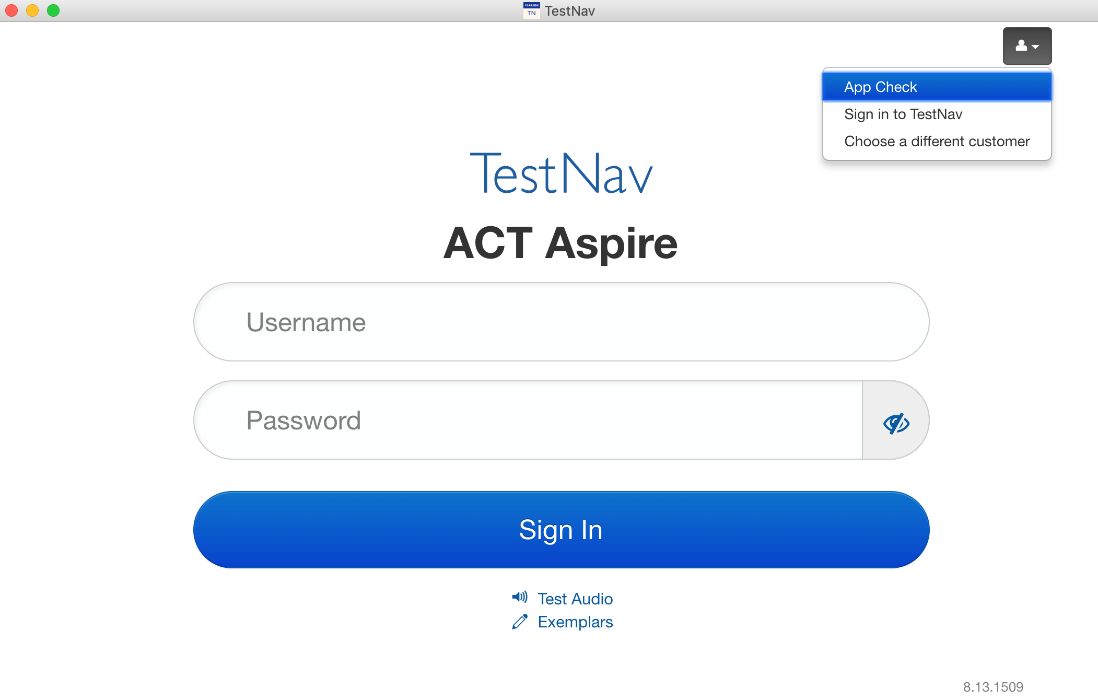 TestNav
App Check
Sign in to TestNav
Choose a different customer
TestNav
ACT Aspire
Username
Password
Sign In
Test Audio
Exemplars
8.13.1509